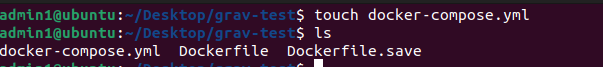 admin1@ubuntu:~/Desktop/grav-test$ touch docker-compose.yml
admin1@ubuntu:~/Desktop/grav-test$ ls
docker-compose.yml  Dockerfile  Dockerfile.save
admin1@ubuntu:~/Desktop/grav-test$